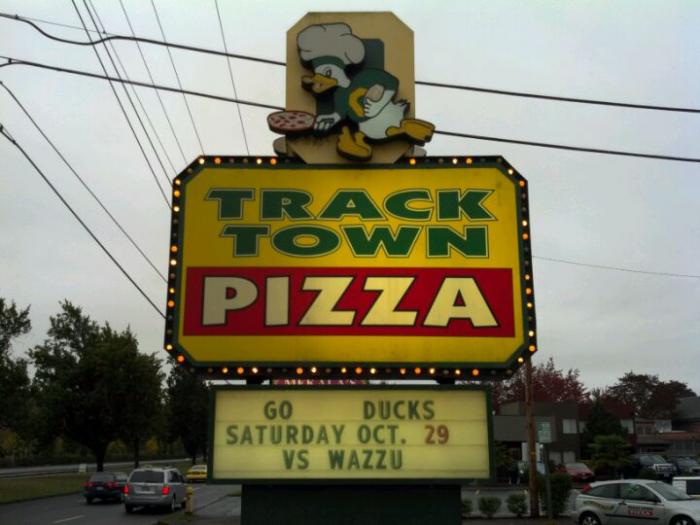 TRACK
TOWN
PIZZA
GO DUCKS
SATURDAY OCT. 29
VS WAZZU